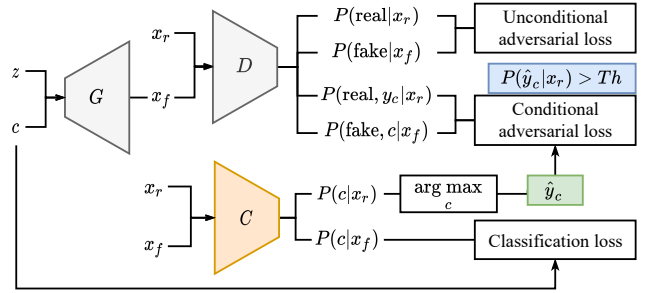 z
c
G
x_r
x_f
D
P(real|x_r)
P(fake|x_f)
P(real, y_c|x_r)
P(fake, c|x_f)
Unconditional
adversarial loss
P(ŷ_c|x_r) > Th
Conditional
adversarial loss
x_r
x_f
C
P(c|x_r)
P(c|x_f)
arg max
c
ŷ_c
Classification loss